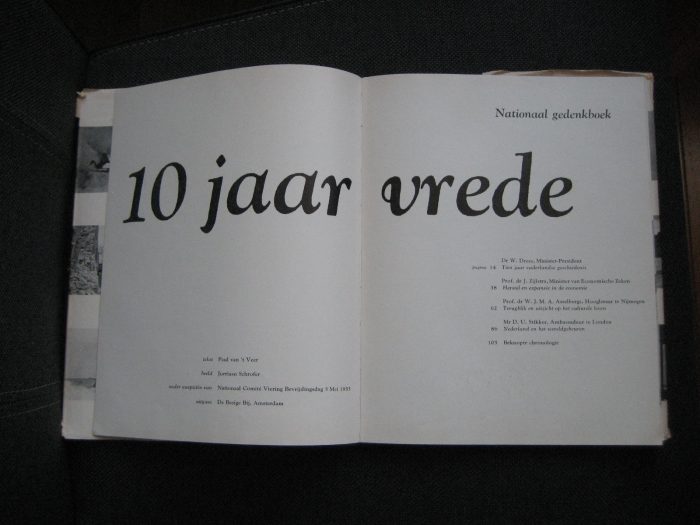 Nationaal gedenkboek
10 jaar vrede
Dr W. Drees, Minister-President
pagina 14 Tien jaar vaderlandse geschiedenis
Prof. dr J. Zijlstra, Minister van Economische Zaken
38 Herstel en expansie in de economie
Prof. dr W. J. M. A. Asselbergs, Hoogleraar te Nijmegen
62 Terugblik en uitzicht op het culturele leven
Mr D. U. Stikker, Ambassadeur te Londen
86 Nederland en het wereldgebeuren
103 Beknopte chronologie
tekst Paul van 't Veer
beeld Jurriaan Schrofer
onder auspiciën van Nationaal Comité Viering Bevrijdingsdag 5 Mei 1955
uitgave De Bezige Bij, Amsterdam